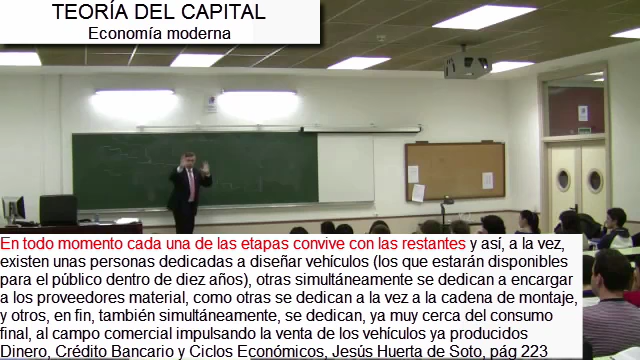 TEORÍA DEL CAPITAL
Economía moderna
En todo momento cada una de las etapas convive con las restantes y así, a la vez,
existen unas personas dedicadas a diseñar vehículos (los que estarán disponibles
para el público dentro de diez años), otras simultáneamente se dedican a encargar
a los proveedores material, como otras se dedican a la vez a la cadena de montaje,
y otros, en fin, también simultáneamente, se dedican, ya muy cerca del consumo
final, al campo comercial impulsando la venta de los vehículos ya producidos
Dinero, Crédito Bancario y Ciclos Económicos, Jesús Huerta de Soto, pág 223